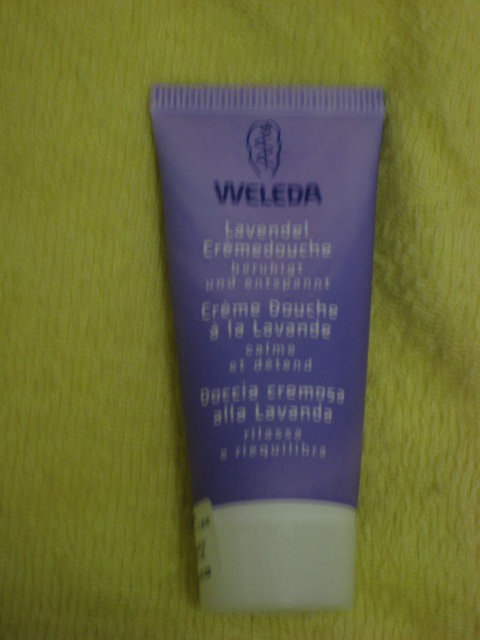 WELEDA
Lavendel
Cremedouche
beruhigt
und entspannt
Crème Douche
à la Lavande
calme
et détend
Doccia cremosa
alla Lavanda
rilassa
e riequilibra